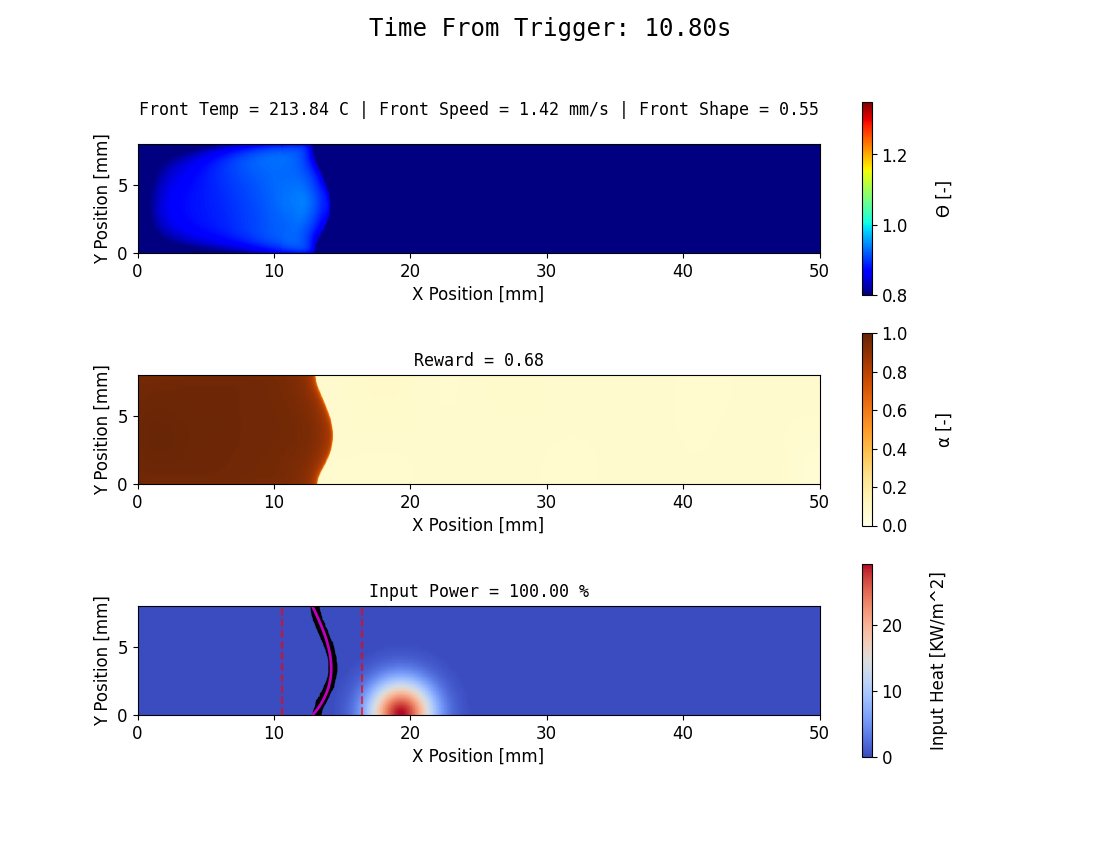 Time From Trigger: 10.80s
Front Temp = 213.84 C | Front Speed = 1.42 mm/s | Front Shape = 0.55
Y Position [mm]
5
0
0 10 20 30 40 50
X Position [mm]
1.2
1.0
0.8
Θ [-]
Reward = 0.68
Y Position [mm]
5
0
0 10 20 30 40 50
X Position [mm]
1.0
0.8
0.6
0.4
0.2
0.0
α [-]
Input Power = 100.00 %
Y Position [mm]
5
0
0 10 20 30 40 50
X Position [mm]
20
10
0
Input Heat [KW/m^2]